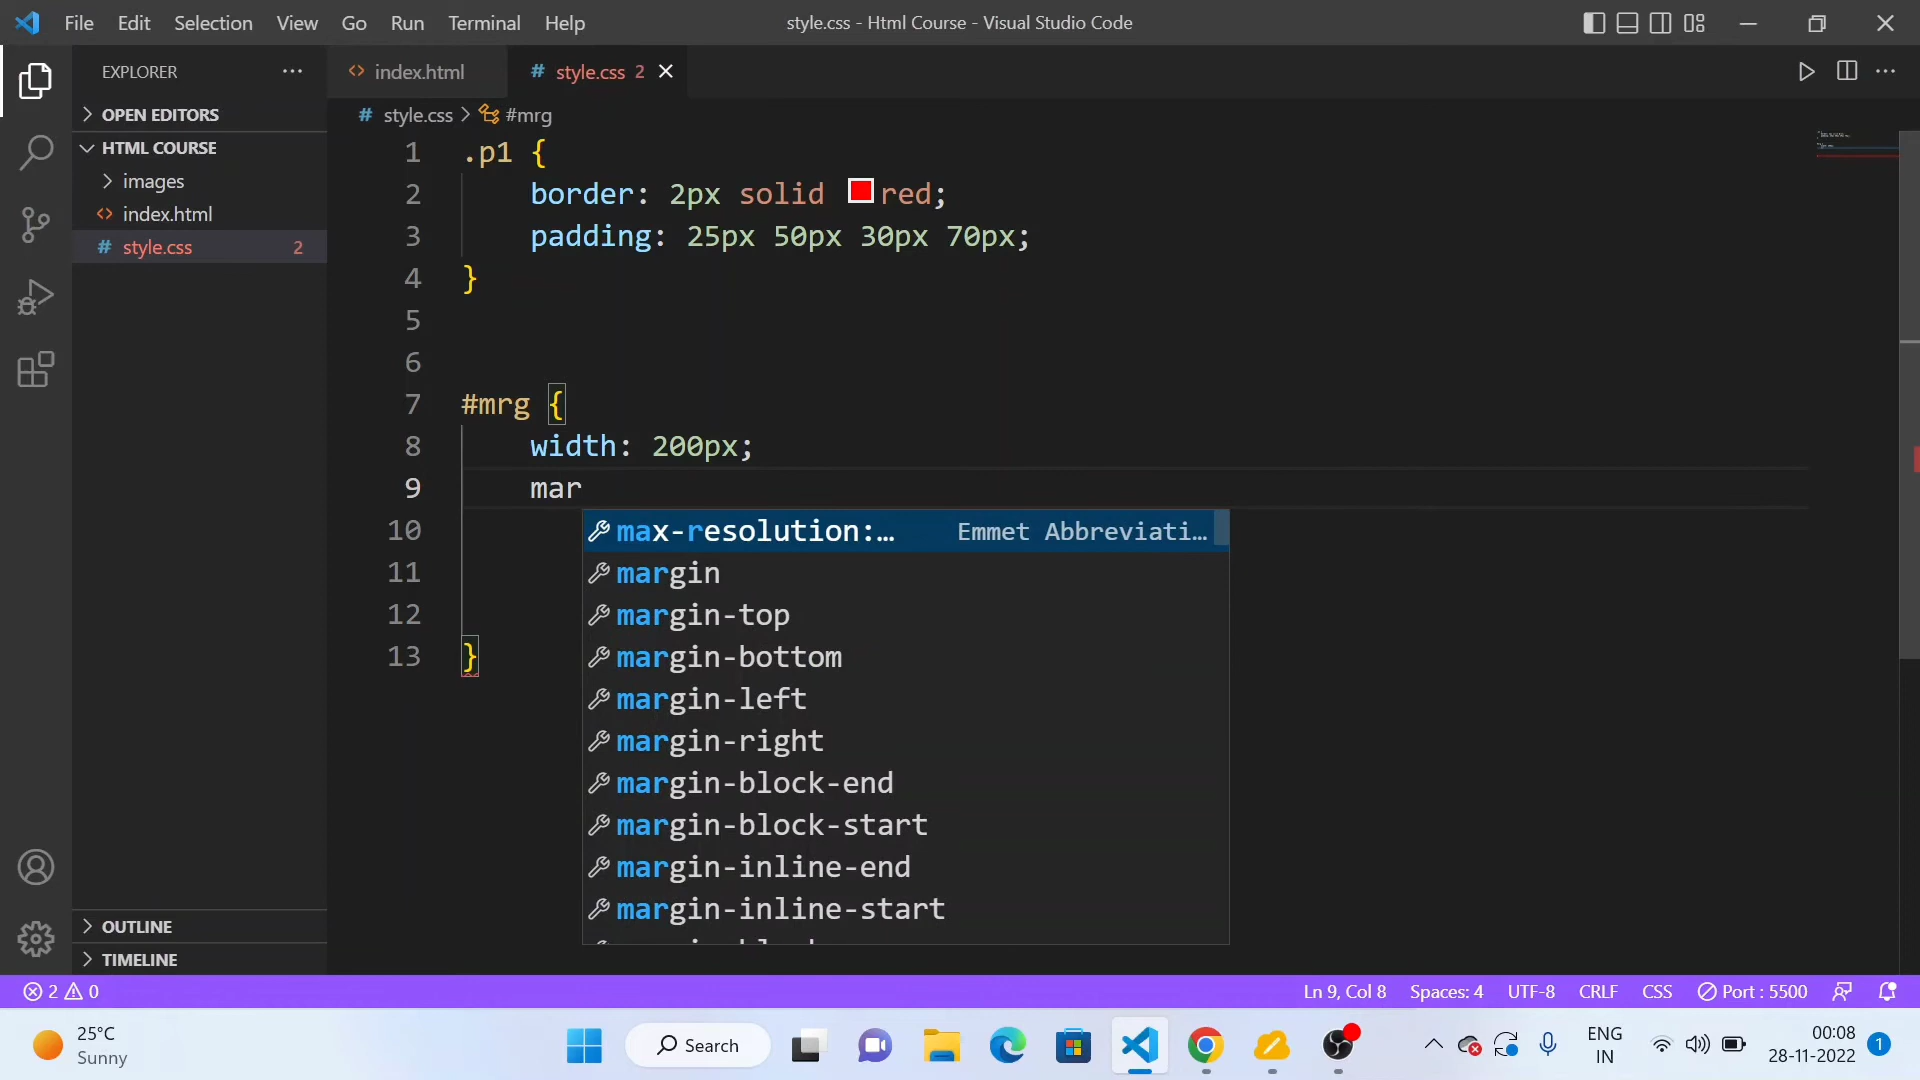 File Edit Selection View Go Run Terminal Help
style.css - Html Course - Visual Studio Code
EXPLORER
OPEN EDITORS
HTML COURSE
images
index.html
style.css 2
index.html
style.css 2
style.css #mrg
1 .p1 {
2 border: 2px solid red;
3 padding: 25px 50px 30px 70px;
4 }
5
6
7 #mrg {
8 width: 200px;
9 mar
10
11
12
13 }
max-resolution:… Emmet Abbreviati…
margin
margin-top
margin-bottom
margin-left
margin-right
margin-block-end
margin-block-start
margin-inline-end
margin-inline-start
OUTLINE
TIMELINE
2 0
Ln 9, Col 8 Spaces: 4 UTF-8 CRLF CSS Port : 5500
25°C
Sunny
Search
ENG
IN
00:08
28-11-2022
1